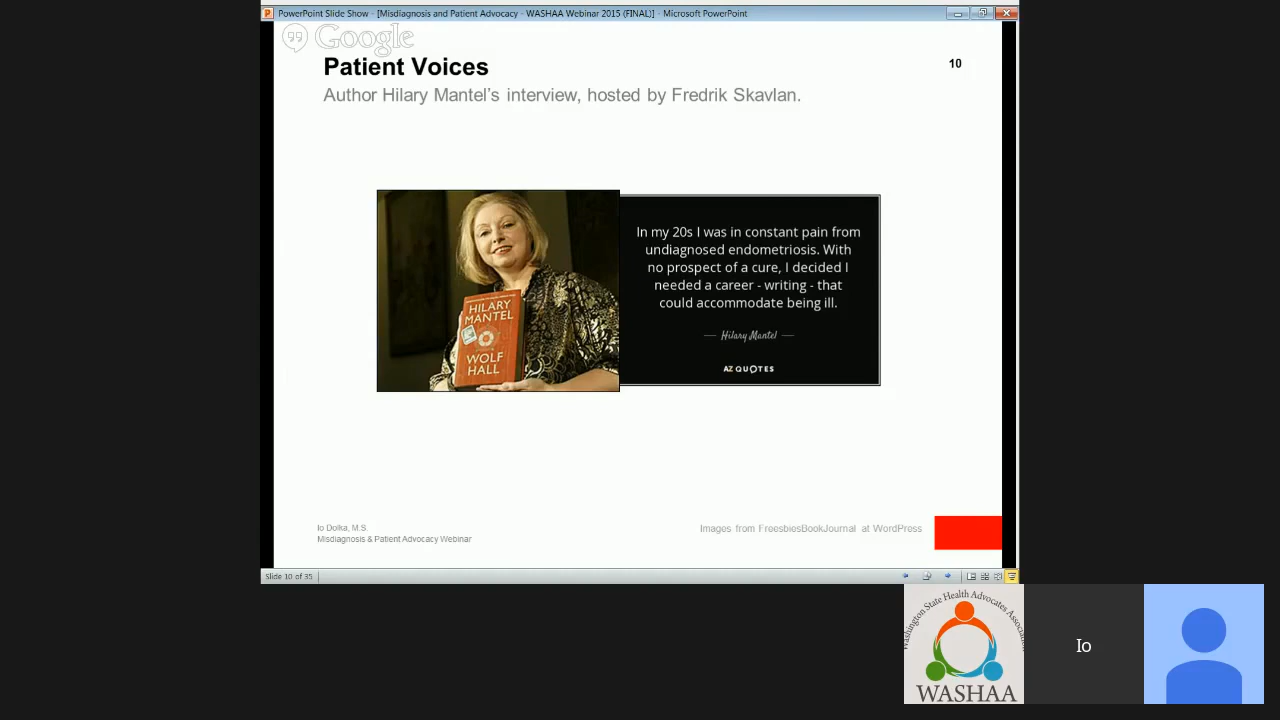 PowerPoint Slide Show - [Misdiagnosis and Patient Advocacy - WASHAA Webinar 2015 (FINAL)] - Microsoft PowerPoint
Google
Patient Voices
10
Author Hilary Mantel's interview, hosted by Fredrik Skavlan.
HILARY
MANTEL
WOLF
HALL
In my 20s I was in constant pain from
undiagnosed endometriosis. With
no prospect of a cure, I decided I
needed a career - writing - that
could accommodate being ill.
Hilary Mantel
AZ QUOTES
Io Dolka, M.S.
Misdiagnosis & Patient Advocacy Webinar
Images from FreesbiesBookJournal at WordPress
Slide 10 of 35
Washington State Health Advocates Association
WASHAA
Io